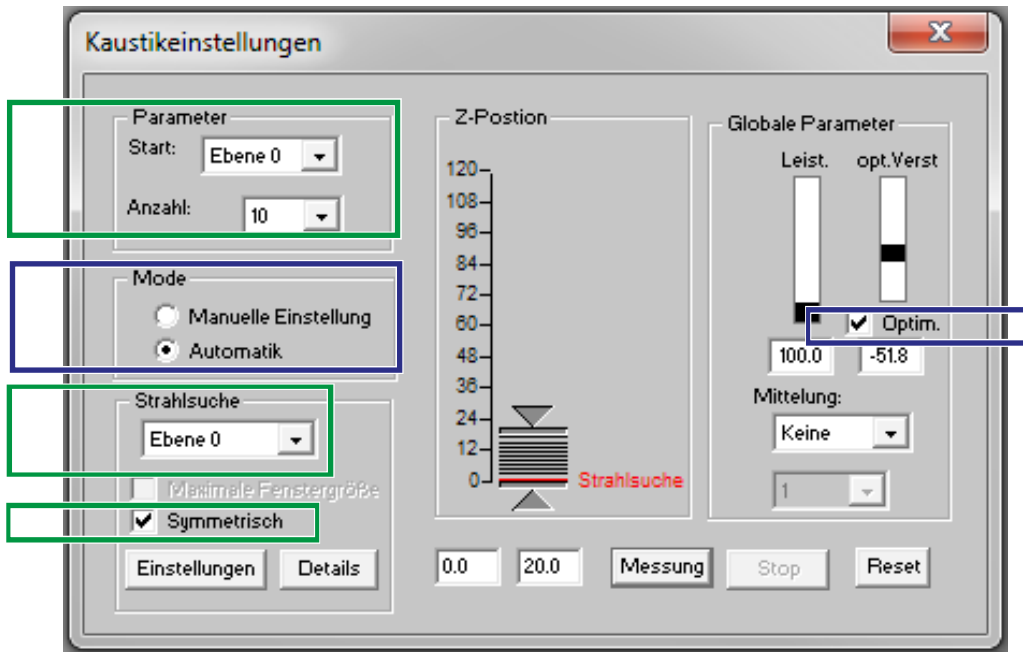 Kaustikeinstellungen
Parameter
Start:
Ebene 0
Anzahl:
10
Mode
Manuelle Einstellung
Automatik
Strahlsuche
Ebene 0
Maximale Fenstergröße
Symmetrisch
Einstellungen
Details
Z-Postion
120
108
96
84
72
60
48
36
24
12
0
Strahlsuche
0.0
20.0
Messung
Stop
Reset
Globale Parameter
Leist.
opt.Verst
Optim.
100.0
-51.8
Mittelung:
Keine
1